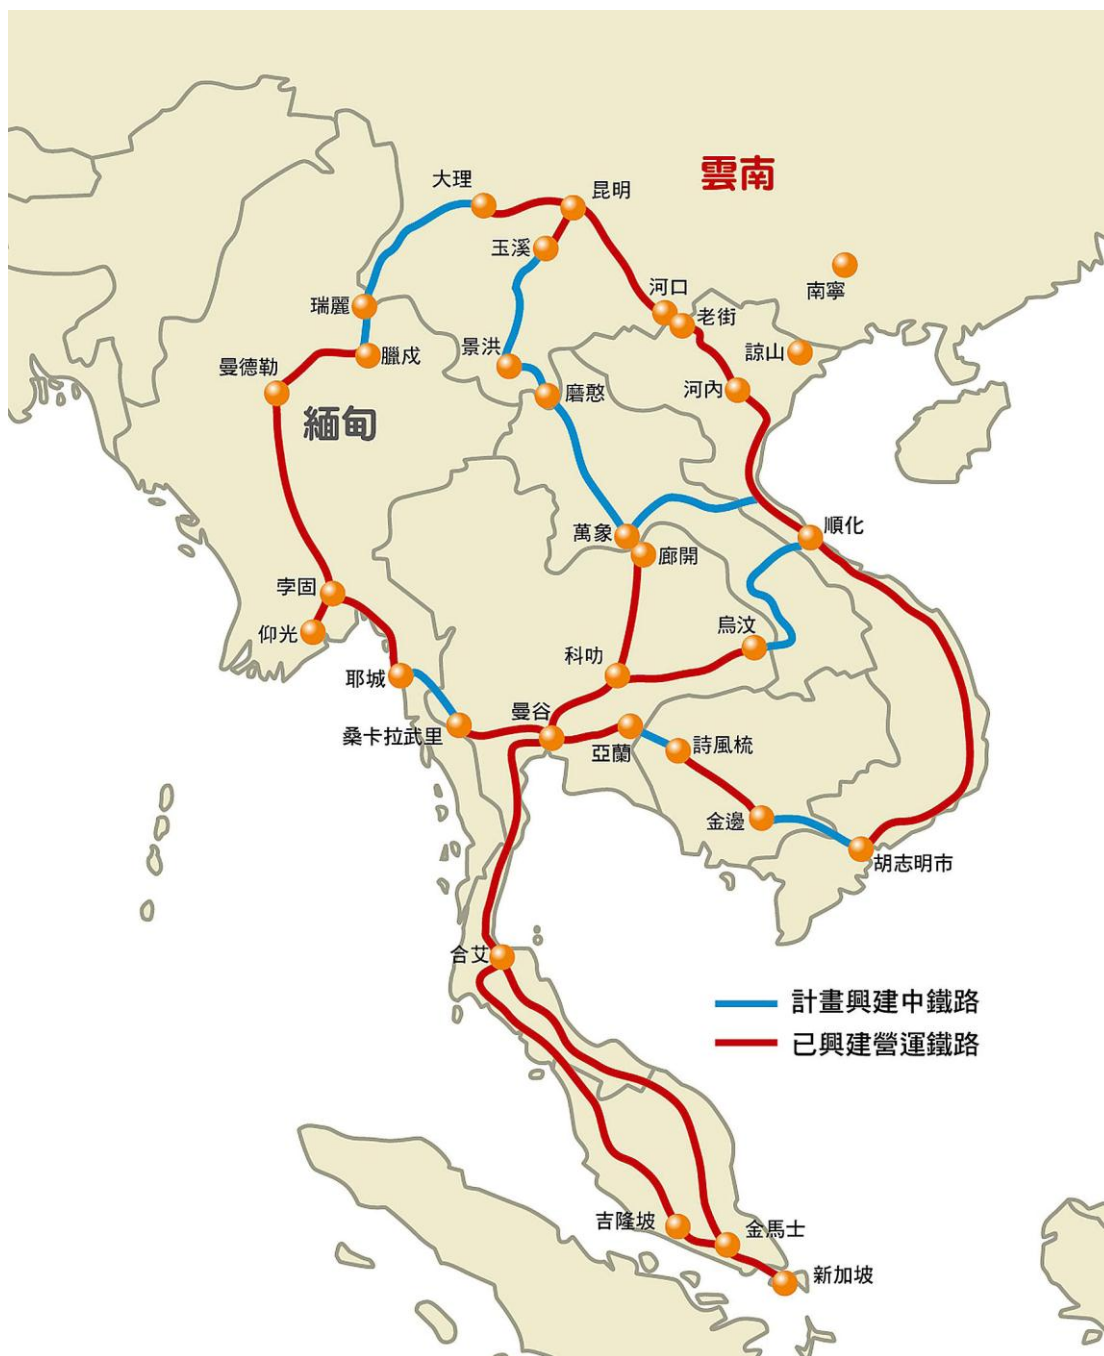 雲南
大理
昆明
玉溪
南寧
河口
老街
瑞麗
諒山
景洪
臘戍
曼德勒
磨憨
河內
緬甸
萬象
順化
廊開
孛固
仰光
烏汶
科叻
耶城
曼谷
桑卡拉武里
亞蘭
詩風梳
金邊
胡志明市
合艾
計畫興建中鐵路
已興建營運鐵路
吉隆坡
金馬士
新加坡